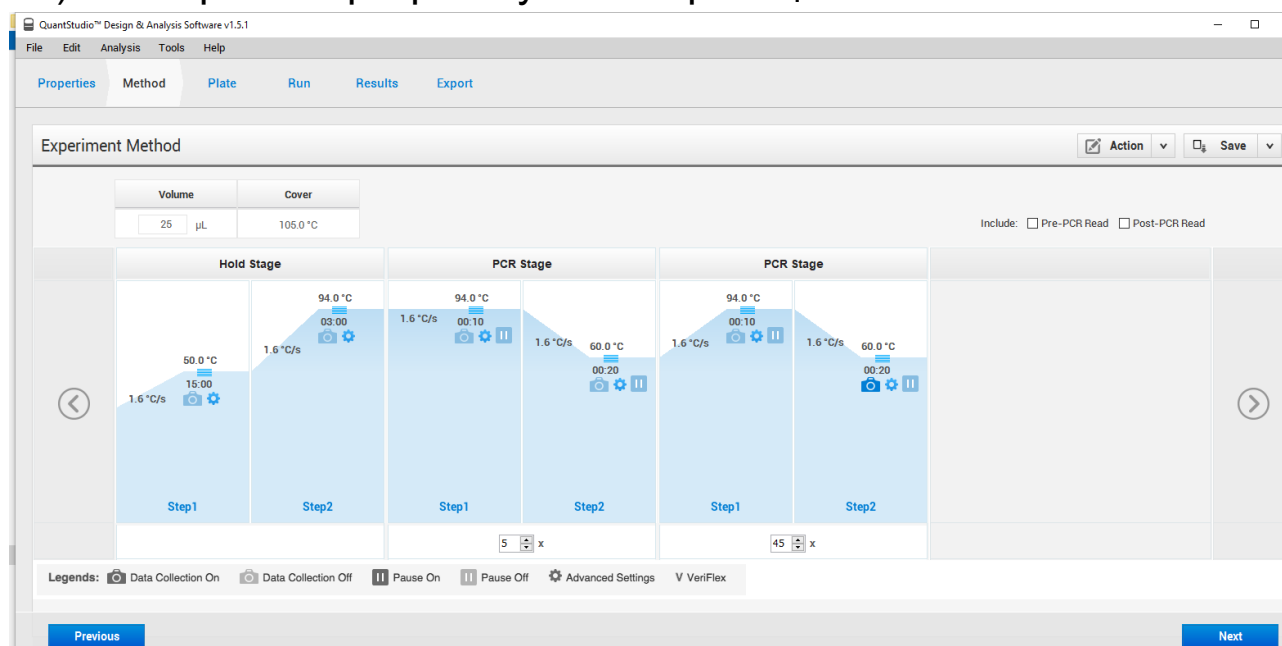 QuantStudio™ Design & Analysis Software v1.5.1
File Edit Analysis Tools Help
Properties Method Plate Run Results Export
Experiment Method
Action
Save
Volume Cover
25 µL 105.0 °C
Include: Pre-PCR Read Post-PCR Read
Hold Stage PCR Stage PCR Stage
50.0 °C
15:00
1.6 °C/s
94.0 °C
03:00
1.6 °C/s
94.0 °C
1.6 °C/s
00:10
1.6 °C/s
60.0 °C
00:20
94.0 °C
00:10
1.6 °C/s
1.6 °C/s
60.0 °C
00:20
Step1 Step2 Step1 Step2 Step1 Step2
5 x 45 x
Legends: Data Collection On Data Collection Off Pause On Pause Off Advanced Settings V VeriFlex
Previous Next